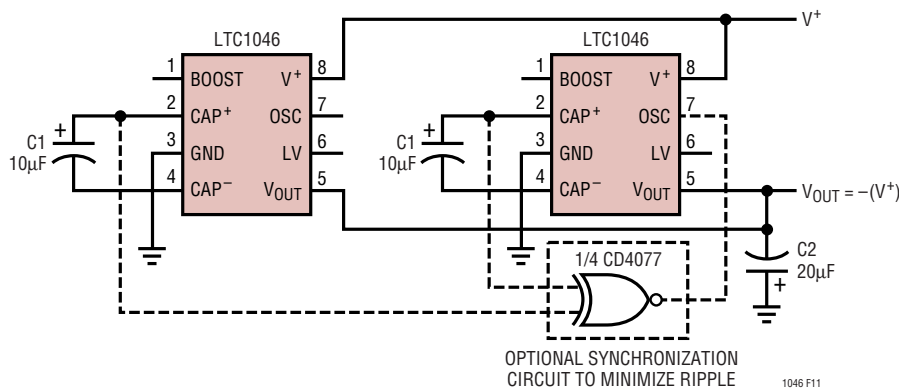 V⁺
LTC1046
LTC1046
1
BOOST
V⁺
8
2
CAP⁺
OSC
7
3
GND
LV
6
4
CAP⁻
VOUT
5
C1
10µF
+
1
BOOST
V⁺
8
2
CAP⁺
OSC
7
3
GND
LV
6
4
CAP⁻
VOUT
5
C1
10µF
+
VOUT = –(V⁺)
C2
20µF
+
1/4 CD4077
OPTIONAL SYNCHRONIZATION
CIRCUIT TO MINIMIZE RIPPLE
1046 F11